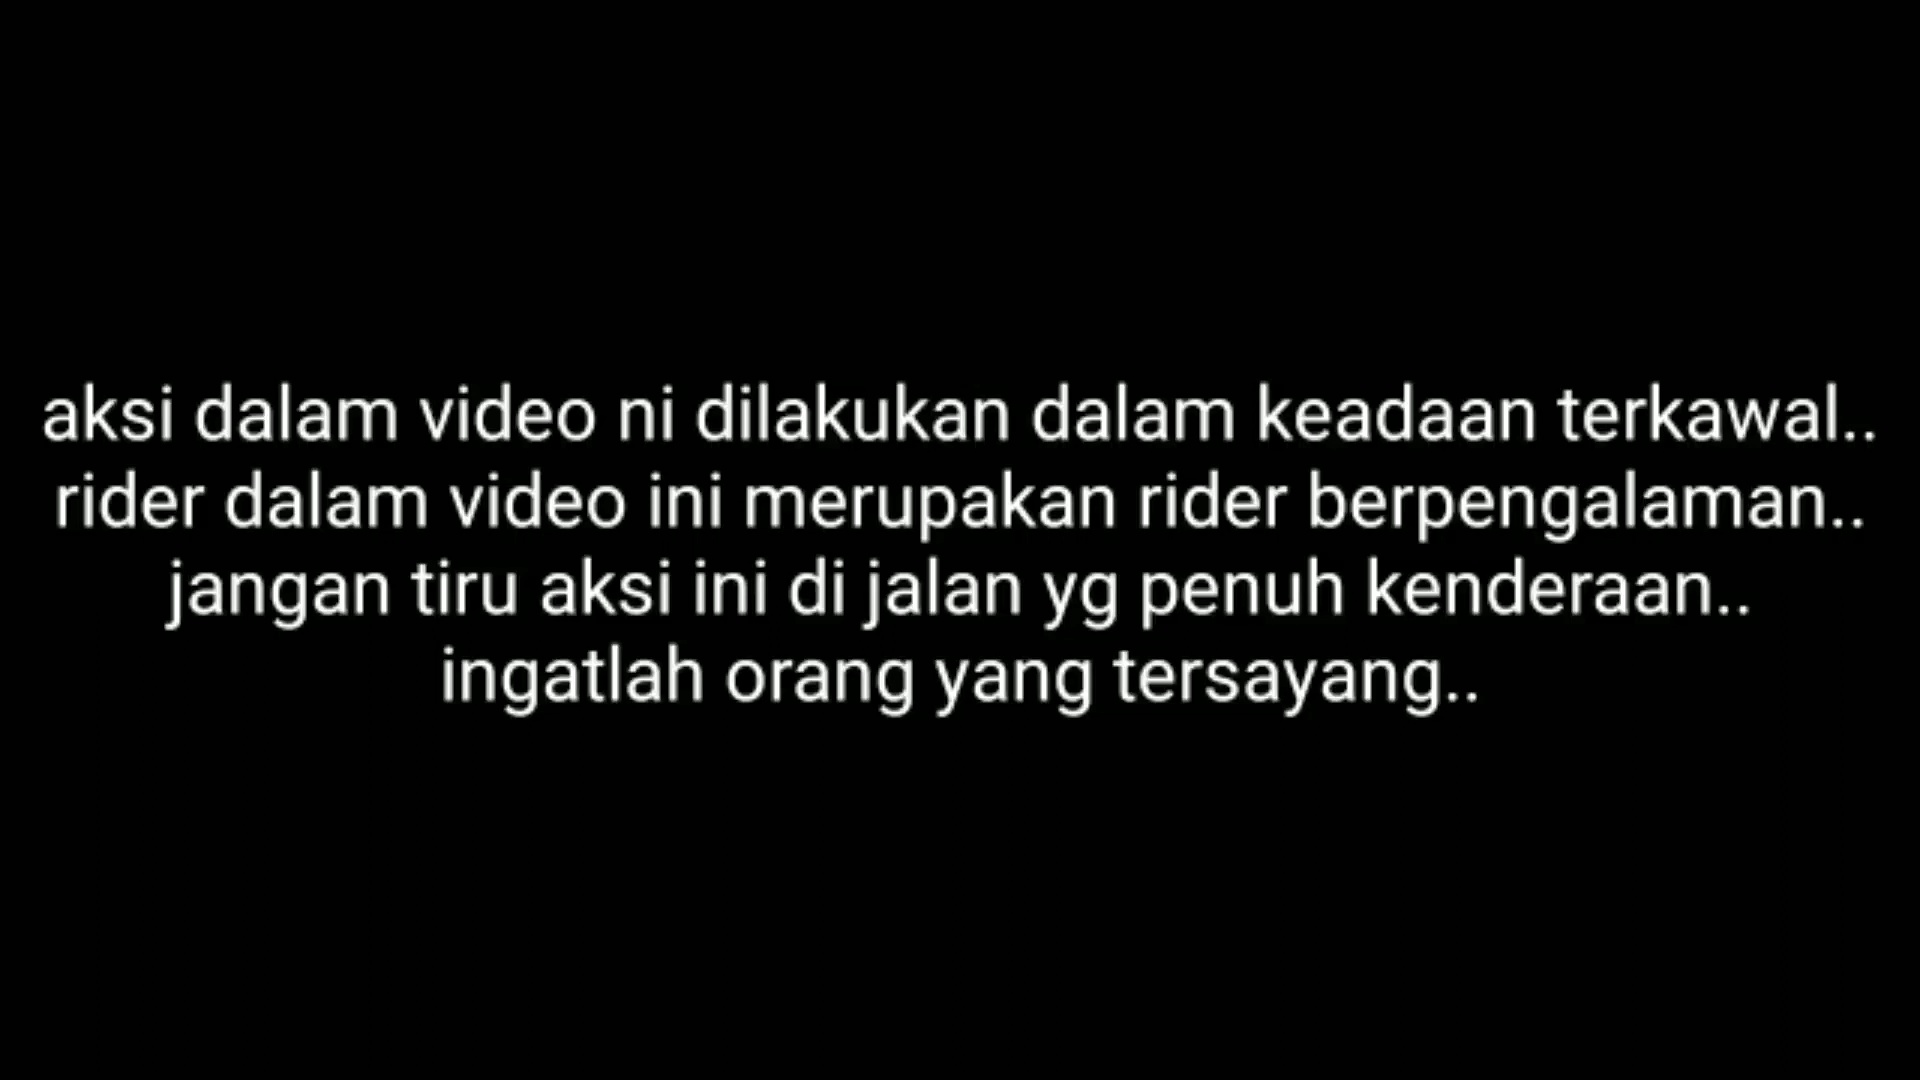 aksi dalam video ni dilakukan dalam keadaan terkawal..
rider dalam video ini merupakan rider berpengalaman..
jangan tiru aksi ini di jalan yg penuh kenderaan..
ingatlah orang yang tersayang..